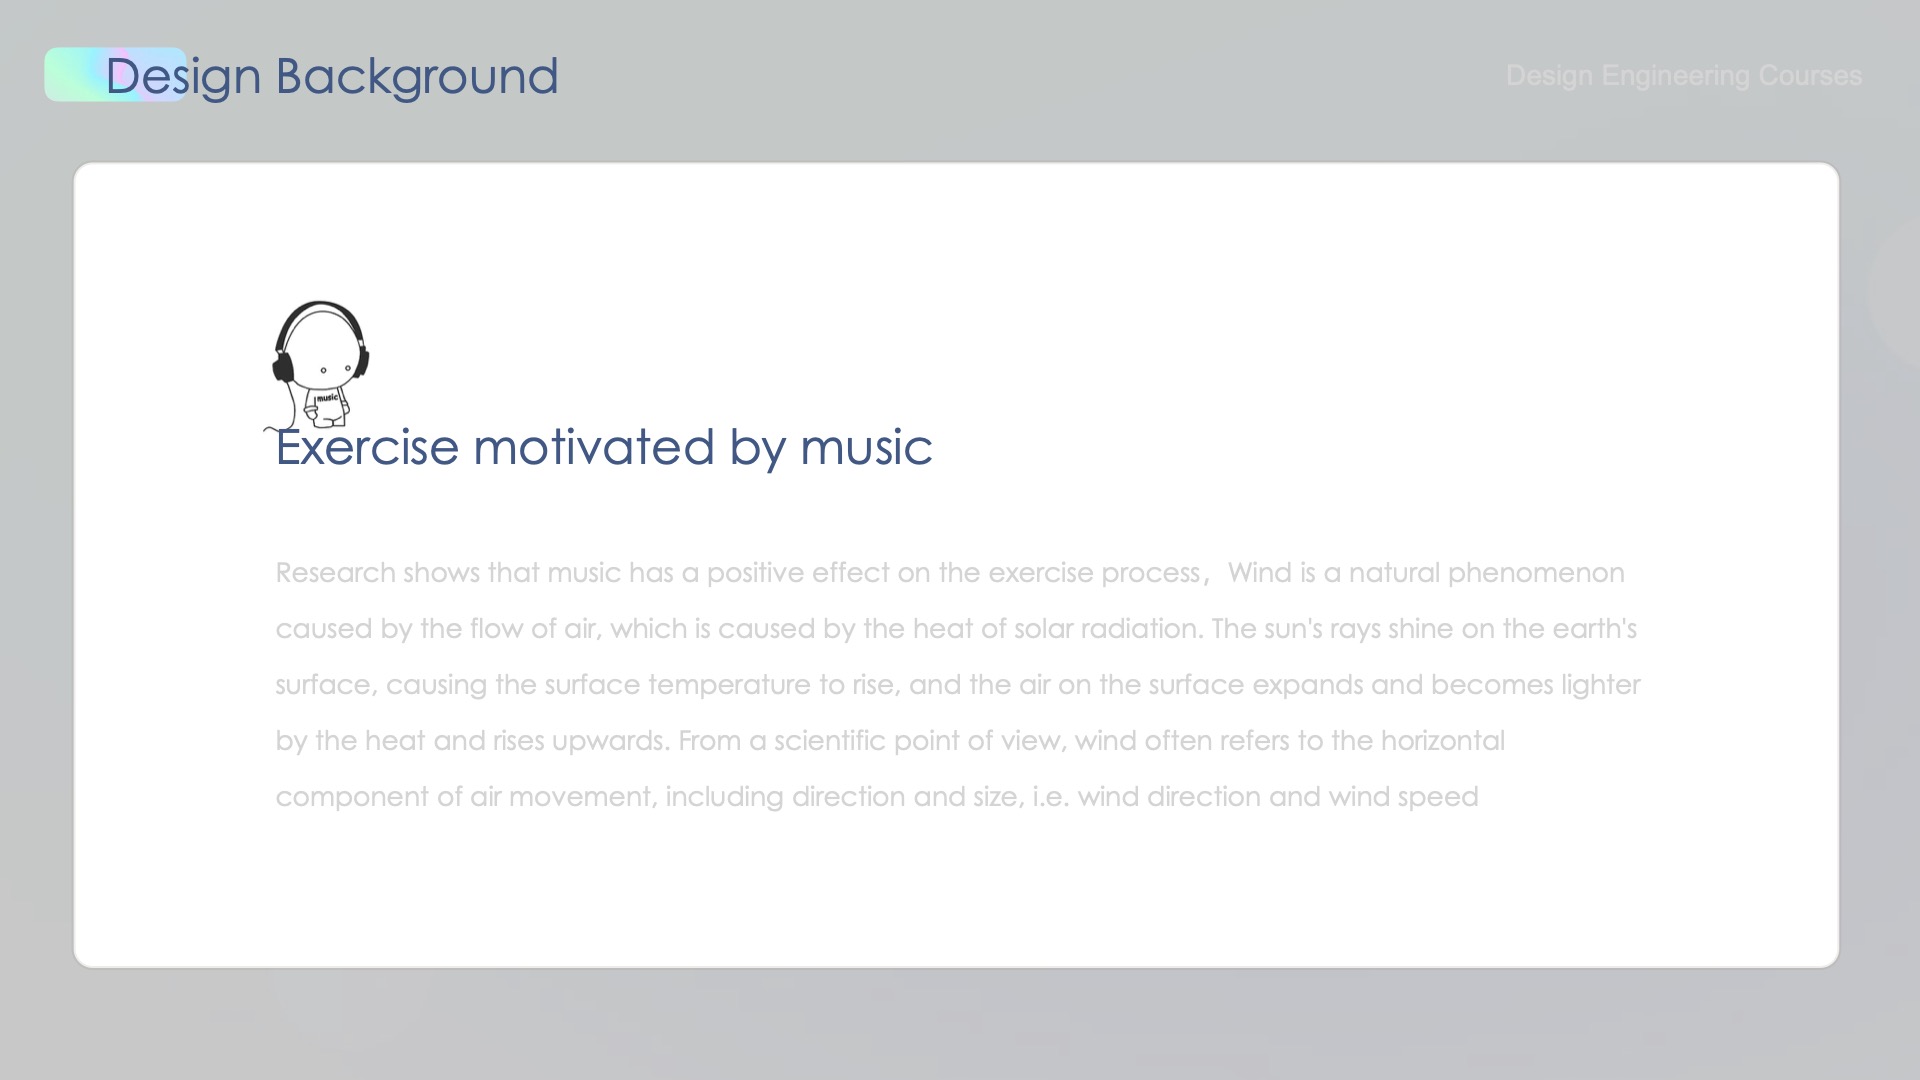 Design Background
Design Engineering Courses
music
Exercise motivated by music
Research shows that music has a positive effect on the exercise process，Wind is a natural phenomenon
caused by the flow of air, which is caused by the heat of solar radiation. The sun's rays shine on the earth's
surface, causing the surface temperature to rise, and the air on the surface expands and becomes lighter
by the heat and rises upwards. From a scientific point of view, wind often refers to the horizontal
component of air movement, including direction and size, i.e. wind direction and wind speed